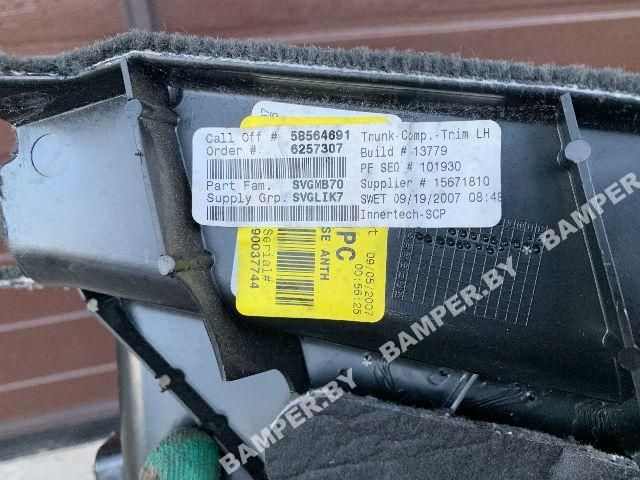 Call Off # 58564691
Order #. 6257307
Part Fam. SVGMB70
Supply Grp. SVGLIK7
Trunk-Comp.-Trim LH
Build # 13779
PF SEQ # 101930
Supplier # 15671810
SWET 09/19/2007 08:48
Innertech-SCP
PC
SE ANTH
Serial#
90037744
09/05/2007
00:56:25
BAMPER.BY • BAMPER.BY • BAMPER.BY • BAMPER.BY